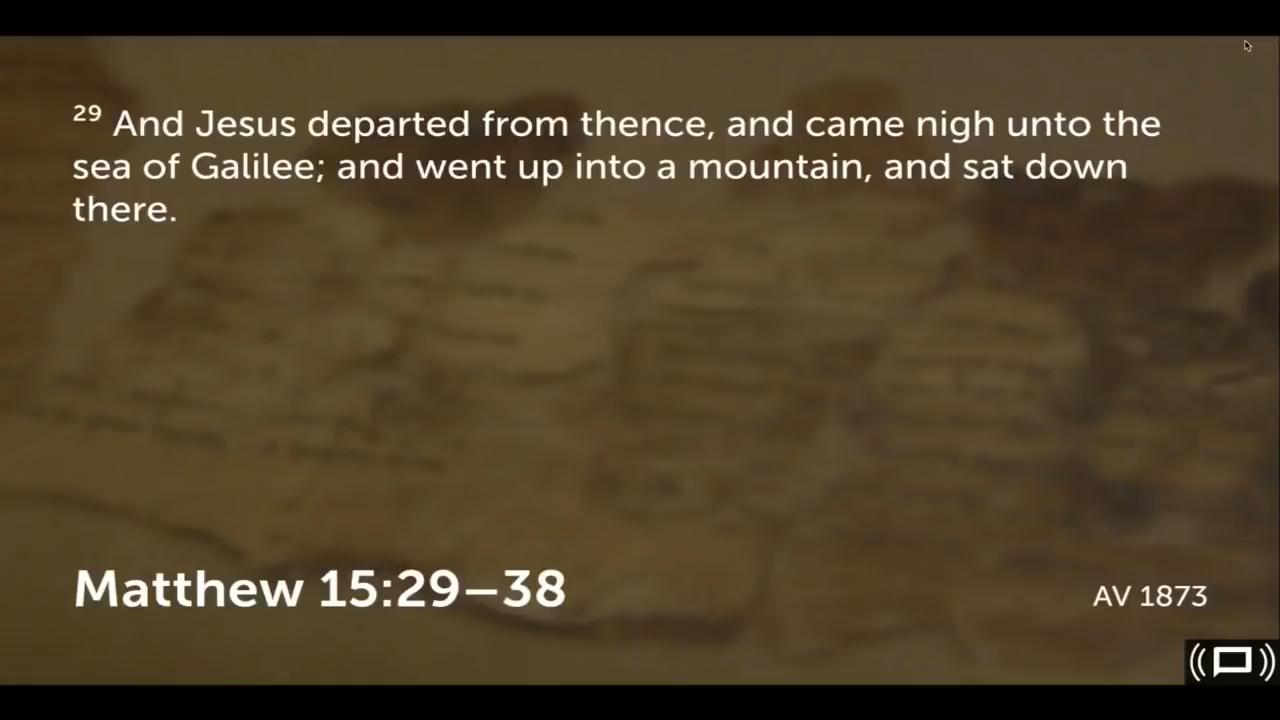 29 And Jesus departed from thence, and came nigh unto the
sea of Galilee; and went up into a mountain, and sat down
there.
Matthew 15:29–38
AV 1873